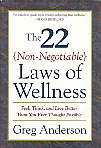 The
22
{Non-Negotiable}
Laws of Wellness
Feel, Think, and Live Better
Than You Ever Thought Possible
Greg Anderson